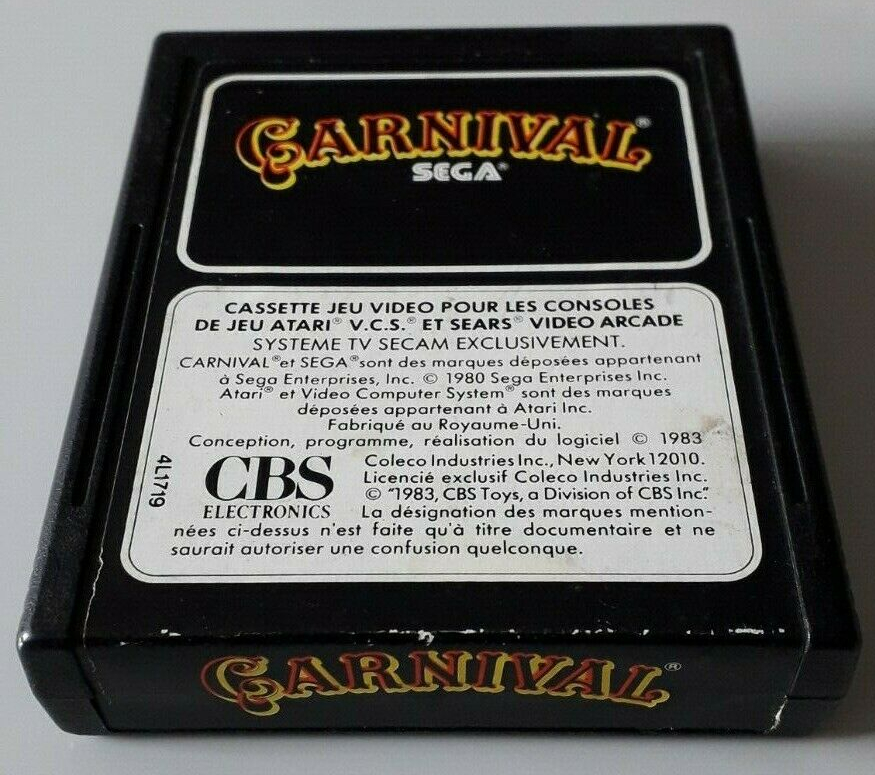 CARNIVAL®
SEGA®
CASSETTE JEU VIDEO POUR LES CONSOLES
DE JEU ATARI® V.C.S.® ET SEARS® VIDEO ARCADE
SYSTEME TV SECAM EXCLUSIVEMENT.
CARNIVAL® et SEGA® sont des marques déposées appartenant
à Sega Enterprises, Inc. © 1980 Sega Enterprises Inc.
Atari® et Video Computer System® sont des marques
déposées appartenant à Atari Inc.
Fabriqué au Royaume-Uni.
Conception, programme, réalisation du logiciel © 1983
Coleco Industries Inc., New York 12010.
Licencié exclusif Coleco Industries Inc.
© "1983, CBS Toys, a Division of CBS Inc."
La désignation des marques mention-
nées ci-dessus n'est faite qu'à titre documentaire et ne
saurait autoriser une confusion quelconque.
CBS
ELECTRONICS
4L1719
CARNIVAL®